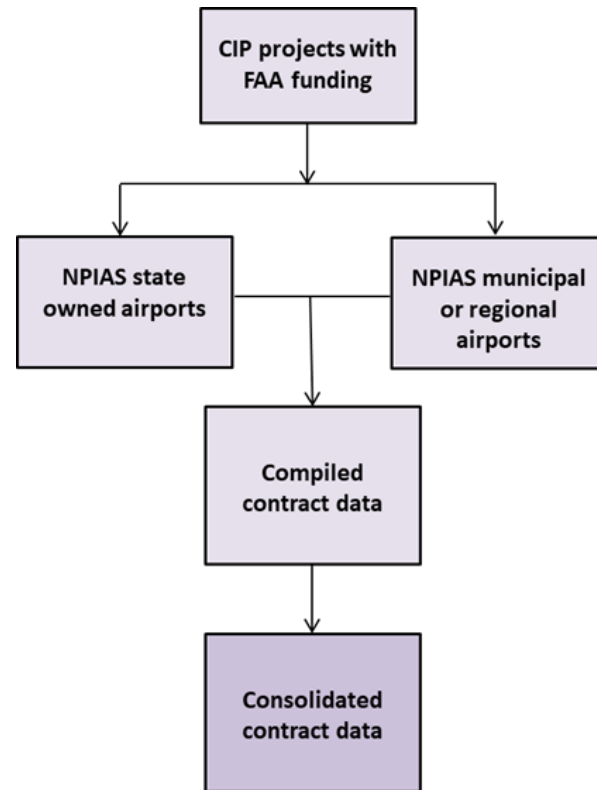 CIP projects with
FAA funding
NPIAS state
owned airports
NPIAS municipal
or regional
airports
Compiled
contract data
Consolidated
contract data